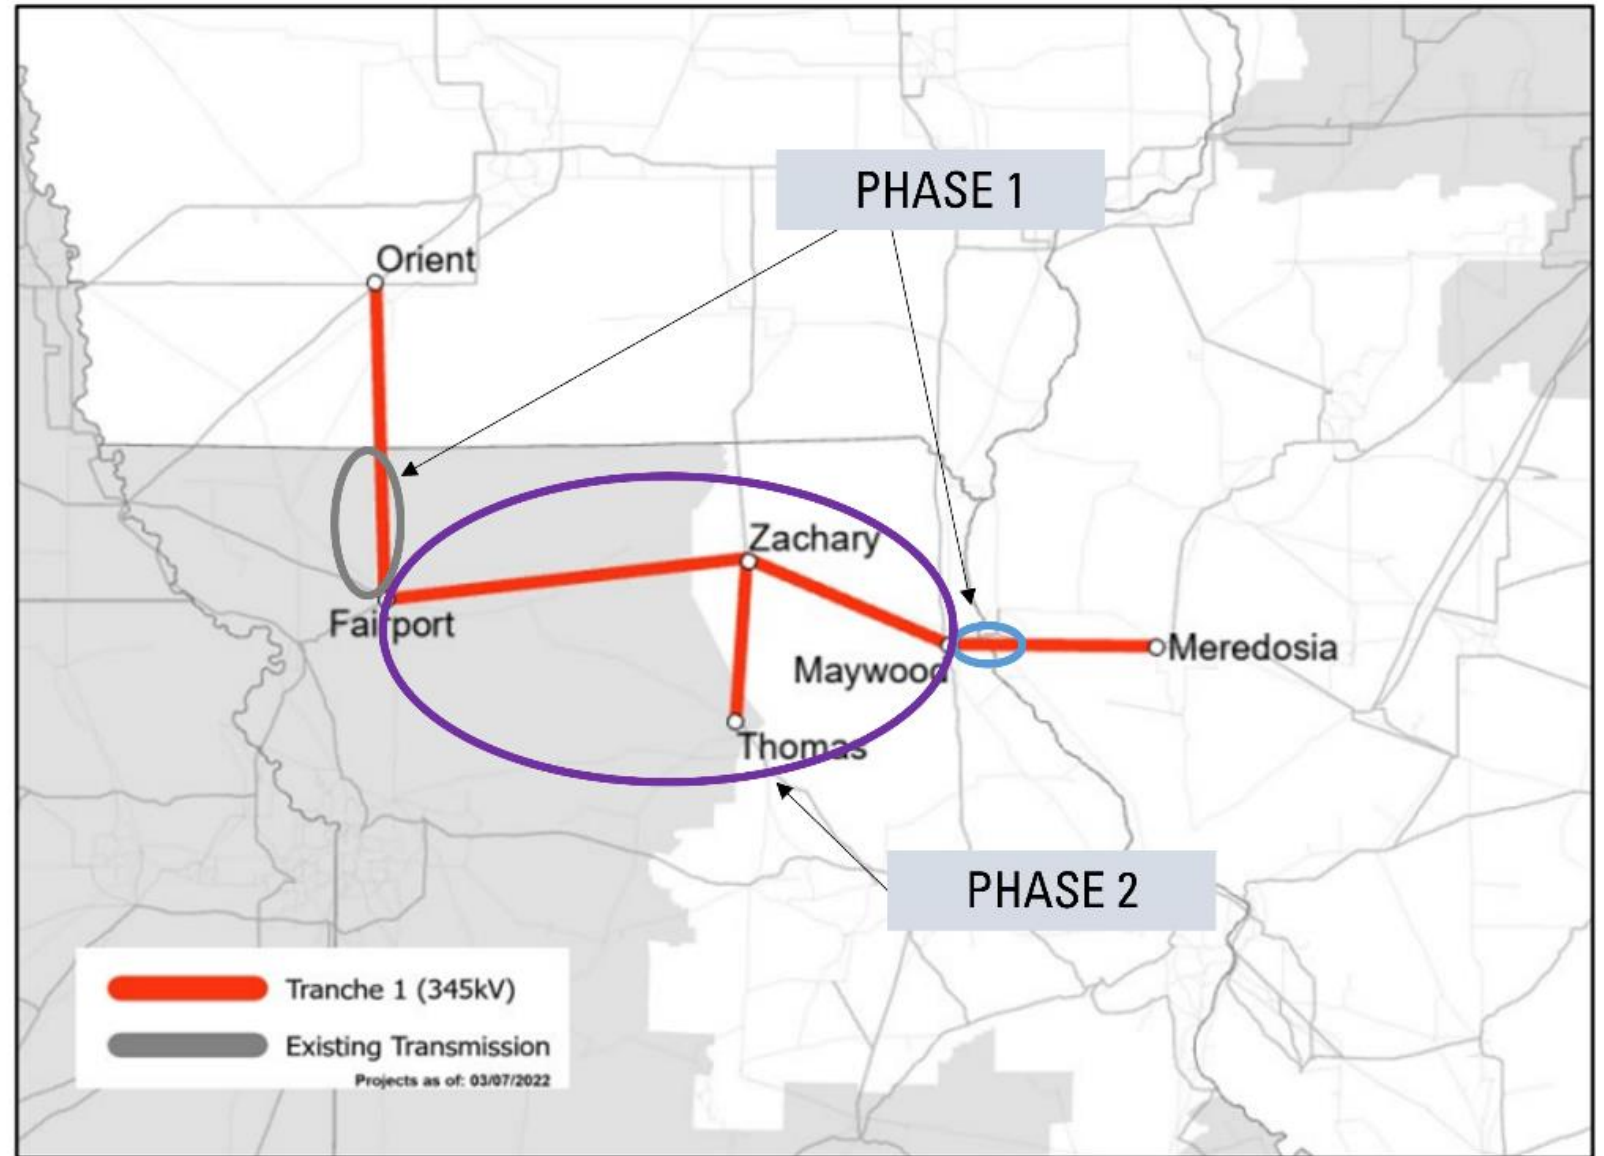 PHASE 1
Orient
Zachary
Fairport
Meredosia
Maywood
Thomas
PHASE 2
Tranche 1 (345kV)
Existing Transmission
Projects as of: 03/07/2022